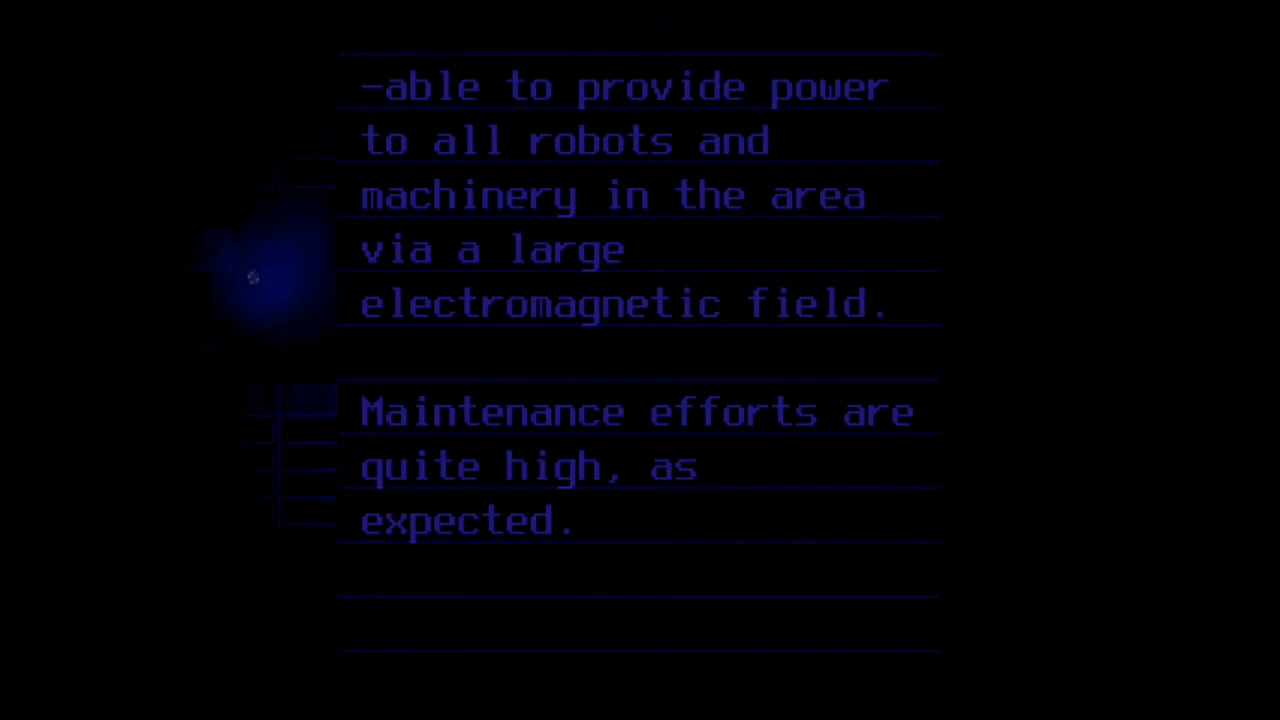 -able to provide power
to all robots and
machinery in the area
via a large
electromagnetic field.
Maintenance efforts are
quite high, as
expected.